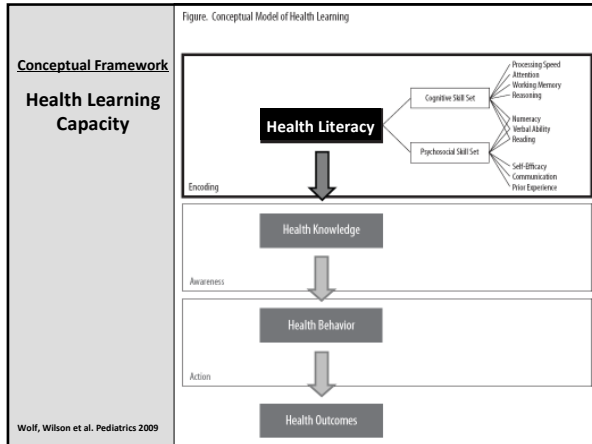 Conceptual Framework
Health Learning
Capacity
Wolf, Wilson et al. Pediatrics 2009
Figure. Conceptual Model of Health Learning
Health Literacy
Cognitive Skill Set
Psychosocial Skill Set
Processing Speed
Attention
Working Memory
Reasoning
Numeracy
Verbal Ability
Reading
Self-Efficacy
Communication
Prior Experience
Encoding
Health Knowledge
Awareness
Health Behavior
Action
Health Outcomes